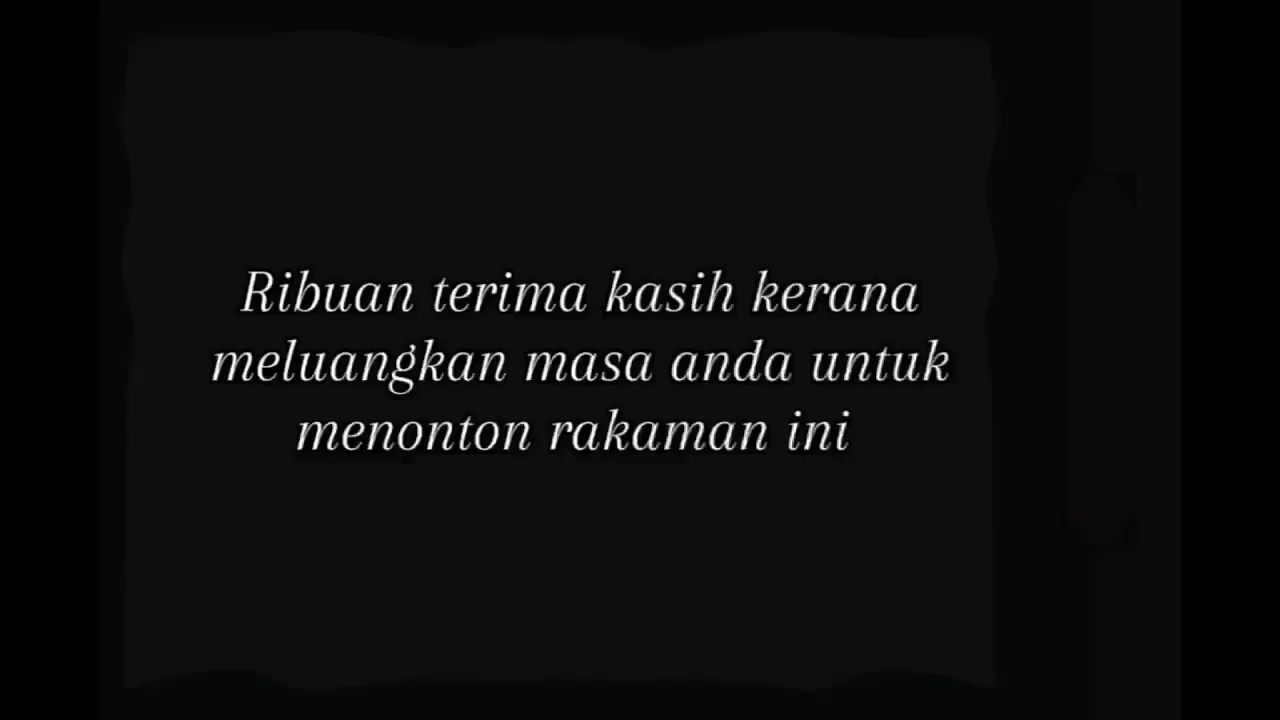 Ribuan terima kasih kerana
meluangkan masa anda untuk
menonton rakaman ini